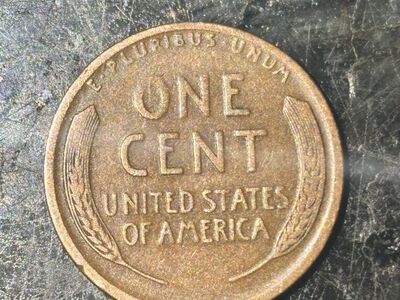 E·PLURIBUS UNUM
ONE
CENT
UNITED STATES
OF AMERICA